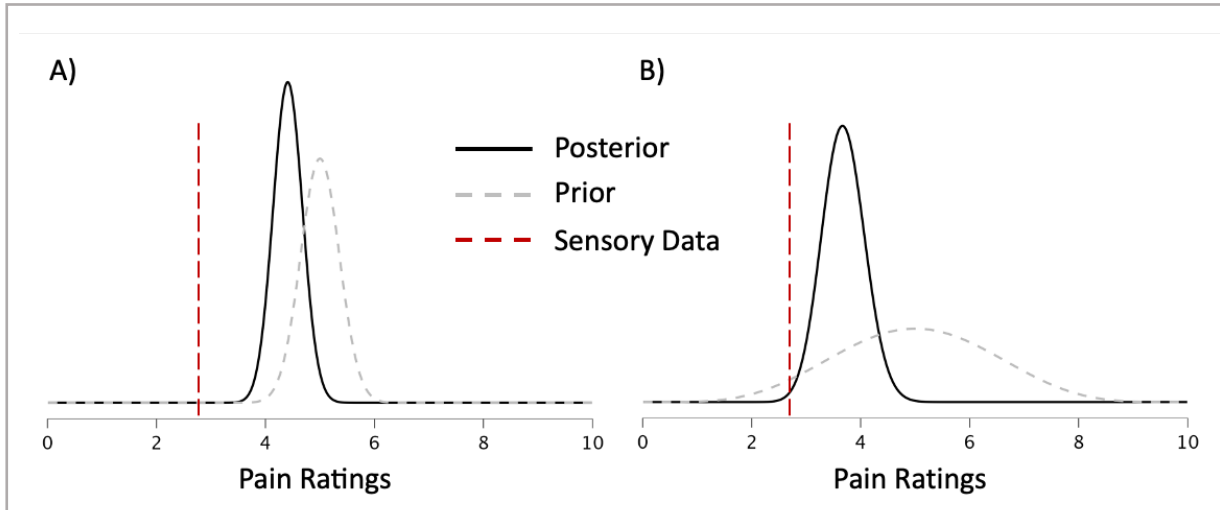 A)
B)
Posterior
Prior
Sensory Data
0 2 4 6 8 10
0 2 4 6 8 10
Pain Ratings
Pain Ratings